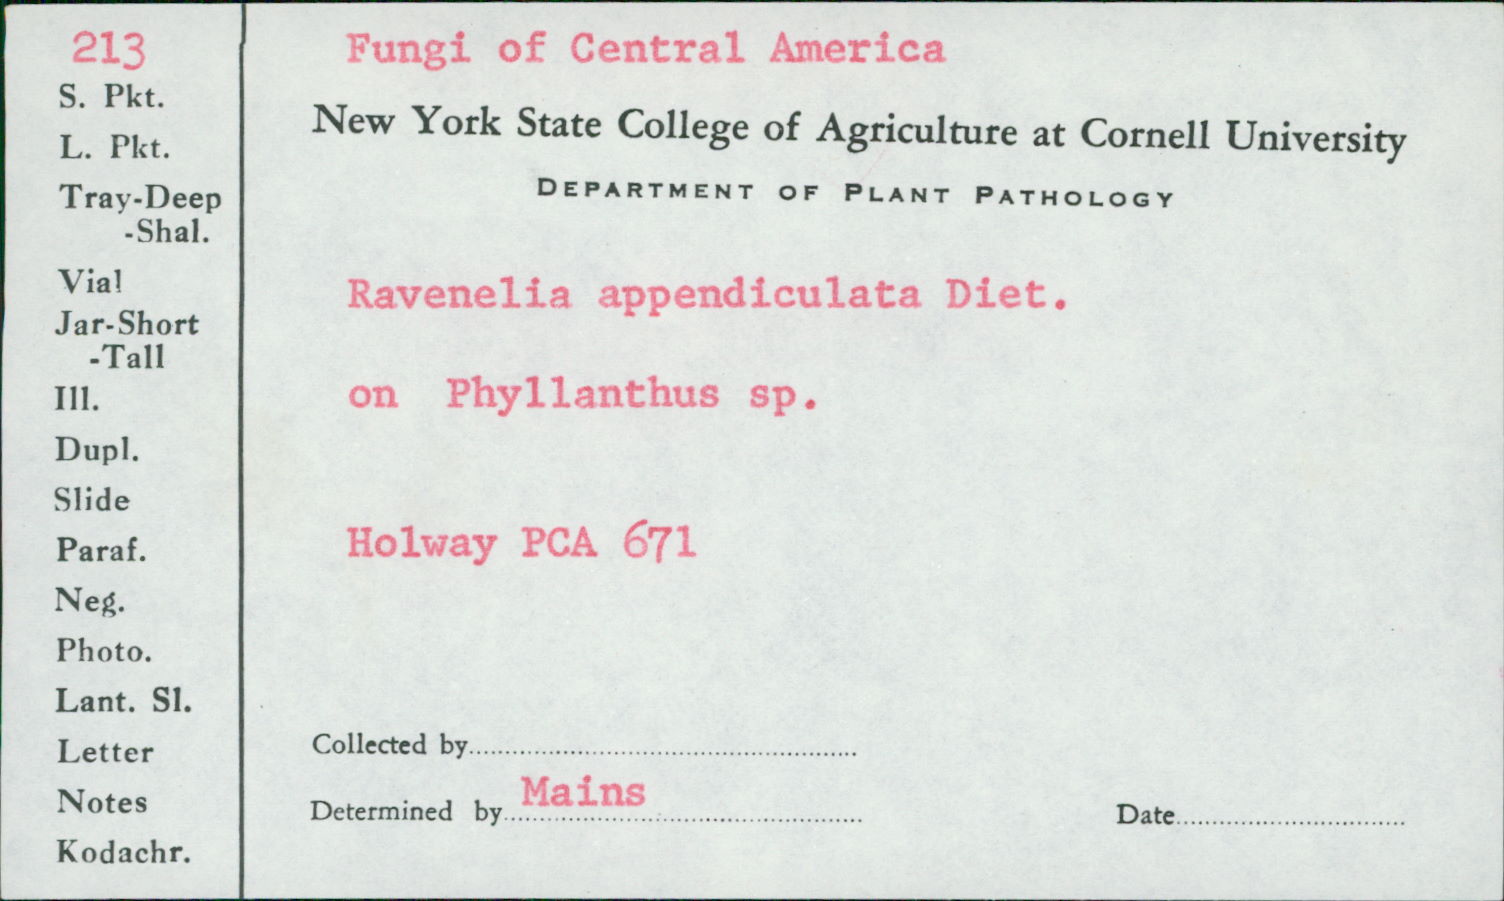 213
S. Pkt.
L. Pkt.
Tray-Deep
-Shal.
Vial
Jar-Short
-Tall
Ill.
Dupl.
Slide
Paraf.
Neg.
Photo.
Lant. Sl.
Letter
Notes
Kodachr.
Fungi of Central America
New York State College of Agriculture at Cornell University
DEPARTMENT OF PLANT PATHOLOGY
Ravenelia appendiculata Diet.
on Phyllanthus sp.
Holway PCA 671
Collected by
Determined by Mains
Date